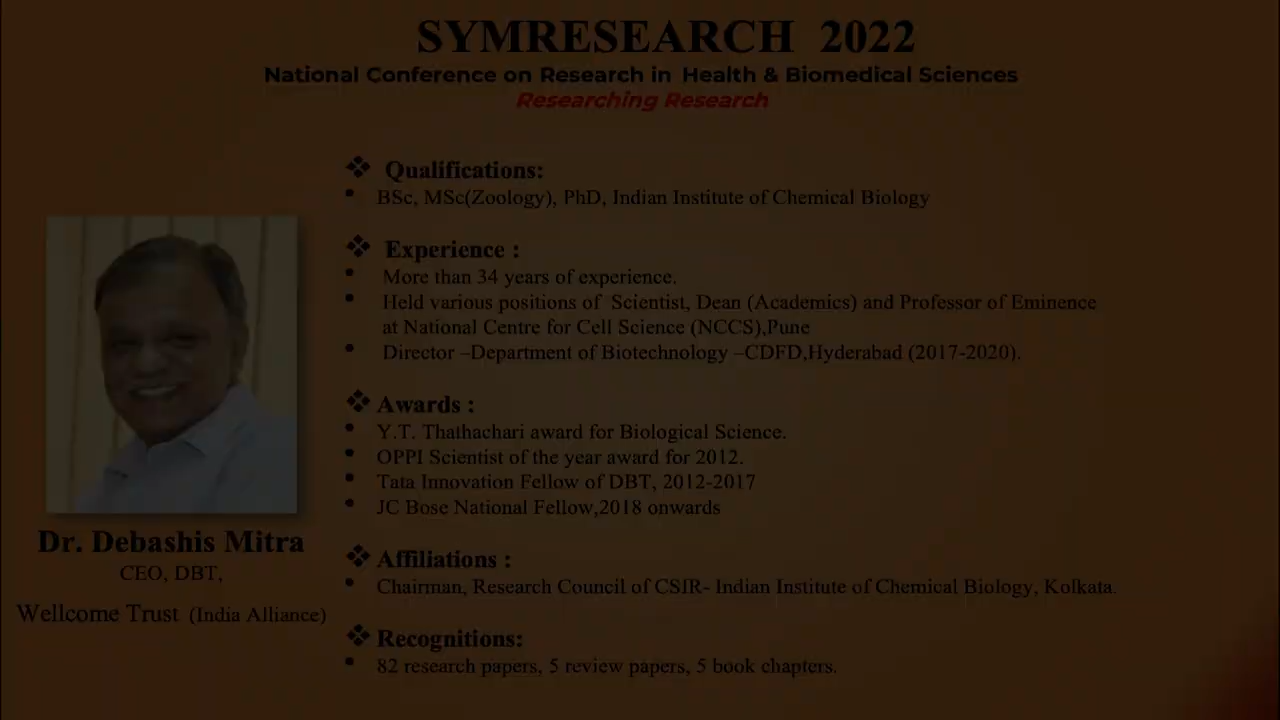 SYMRESEARCH 2022
National Conference on Research in Health & Biomedical Sciences
Researching Research
❖ Qualifications:
• BSc, MSc(Zoology), PhD, Indian Institute of Chemical Biology
❖ Experience :
• More than 34 years of experience.
• Held various positions of Scientist, Dean (Academics) and Professor of Eminence
at National Centre for Cell Science (NCCS),Pune
• Director –Department of Biotechnology –CDFD,Hyderabad (2017-2020).
❖ Awards :
• Y.T. Thathachari award for Biological Science.
• OPPI Scientist of the year award for 2012.
• Tata Innovation Fellow of DBT, 2012-2017
• JC Bose National Fellow,2018 onwards
❖ Affiliations :
• Chairman, Research Council of CSIR- Indian Institute of Chemical Biology, Kolkata.
❖ Recognitions:
• 82 research papers, 5 review papers, 5 book chapters.
Dr. Debashis Mitra
CEO, DBT,
Wellcome Trust (India Alliance)